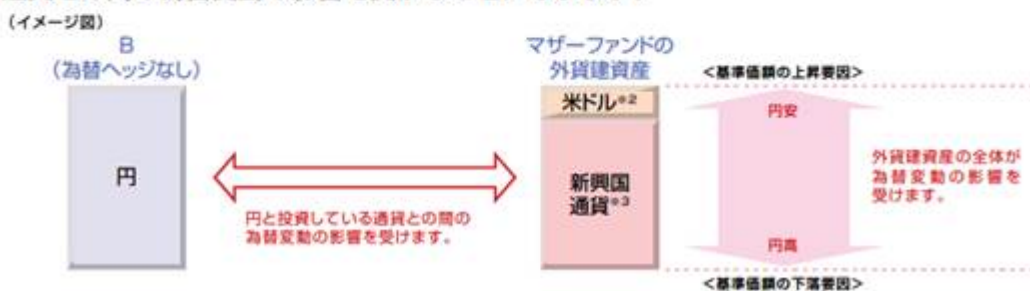 (イメージ図)
B
(為替ヘッジなし)
円
円と投資している通貨との間の
為替変動の影響を受けます。
マザーファンドの
外貨建資産
米ドル※2
新興国
通貨※3
<基準価額の上昇要因>
円安
外貨建資産の全体が
為替変動の影響を
受けます。
円高
<基準価額の下落要因>